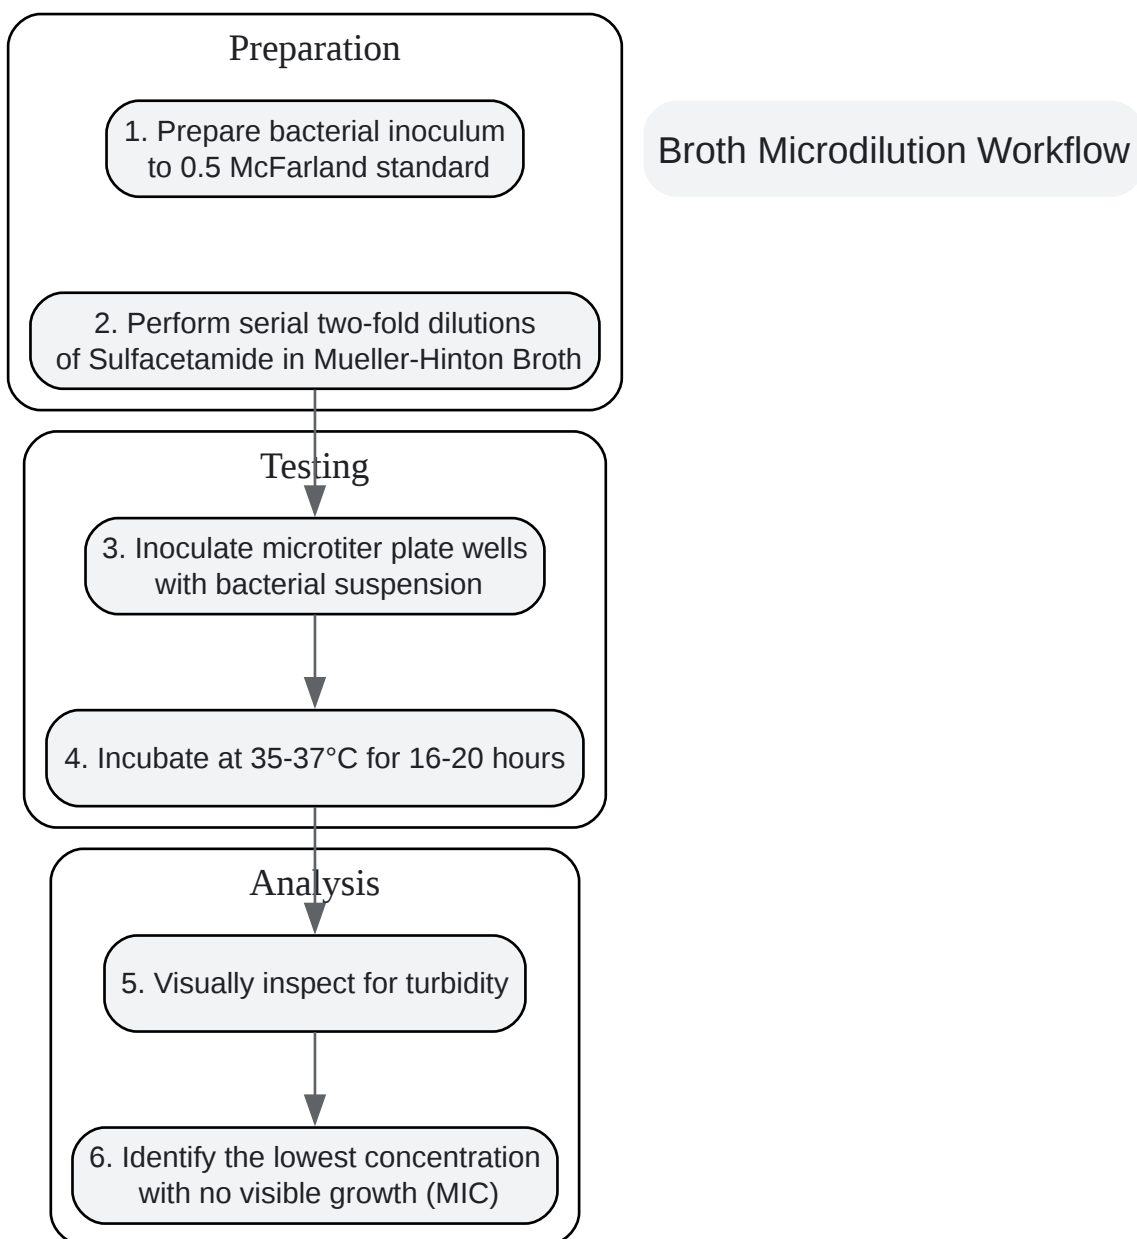 Preparation
1. Prepare bacterial inoculum
to 0.5 McFarland standard
Broth Microdilution Workflow
2. Perform serial two-fold dilutions
of Sulfacetamide in Mueller-Hinton Broth
Testing
3. Inoculate microtiter plate wells
with bacterial suspension
4. Incubate at 35-37°C for 16-20 hours
Analysis
5. Visually inspect for turbidity
6. Identify the lowest concentration
with no visible growth (MIC)